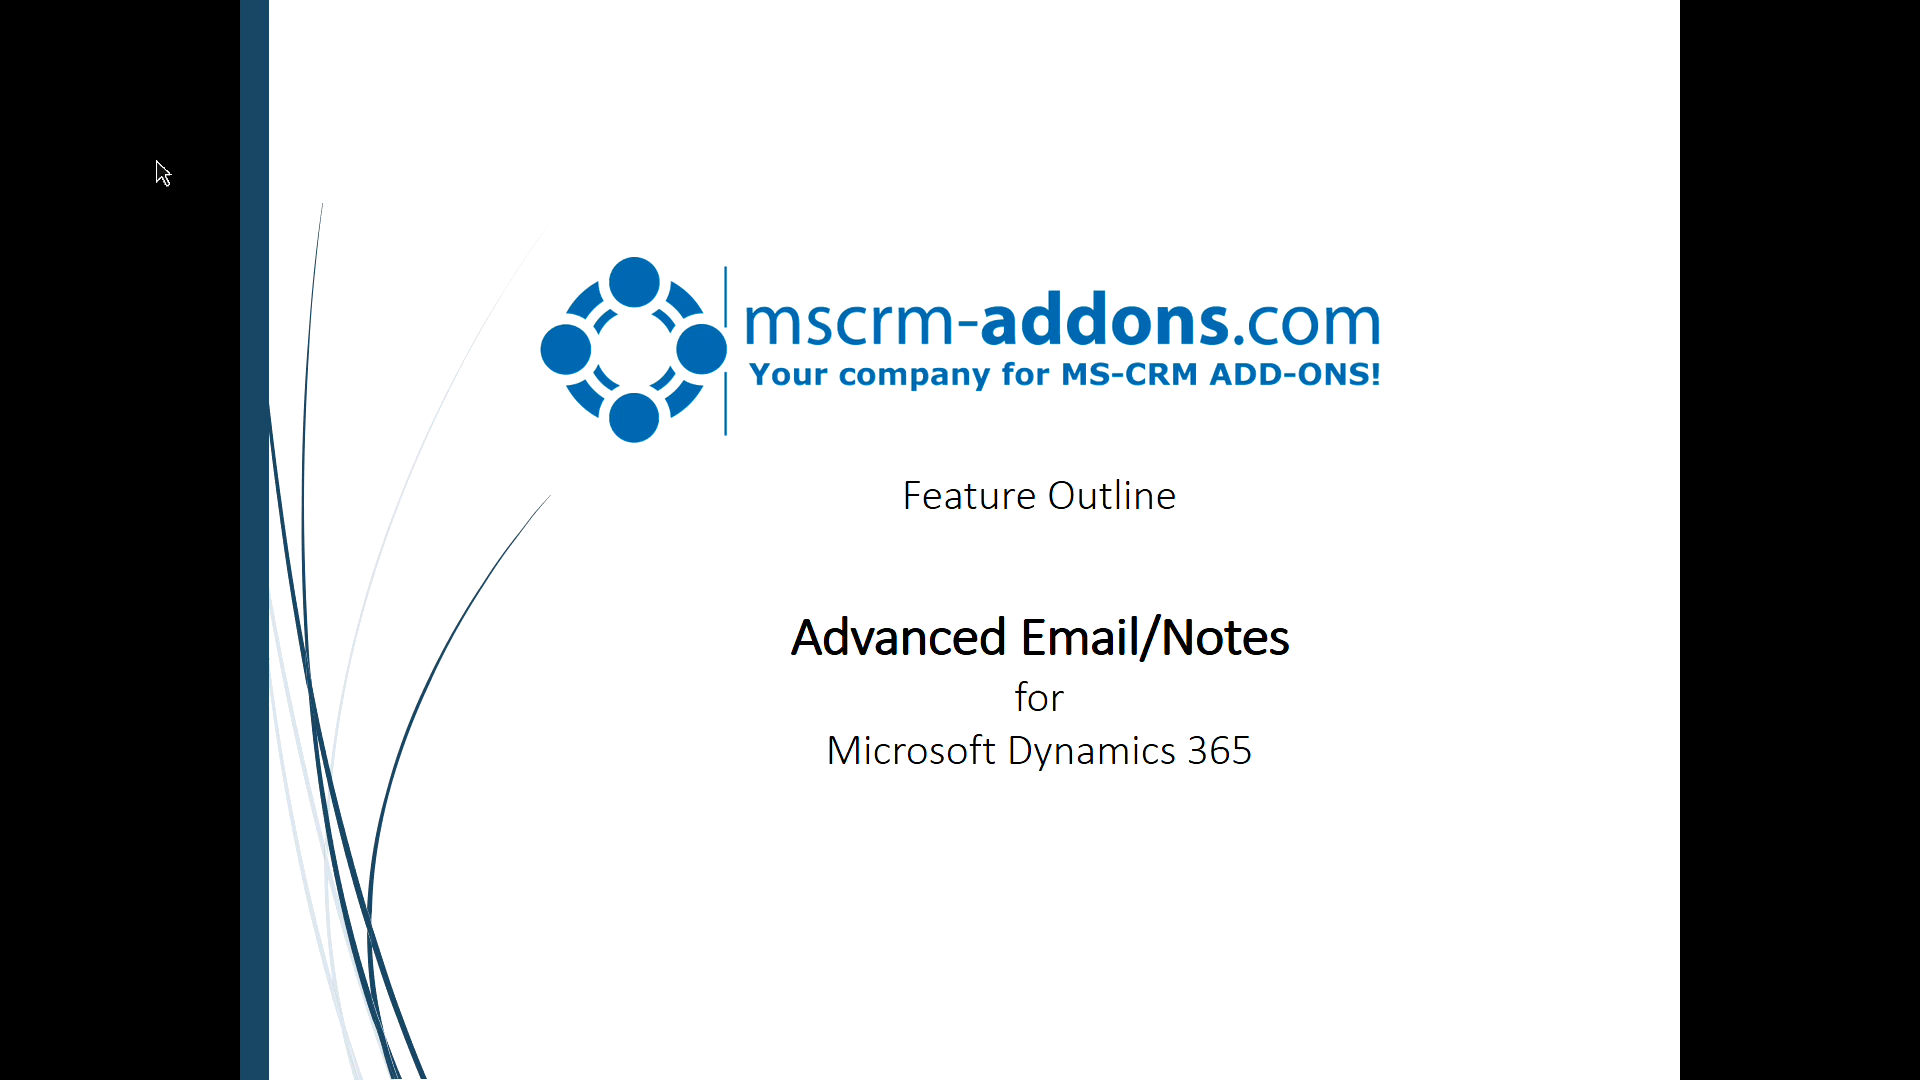 mscrm-addons.com
Your company for MS-CRM ADD-ONS!
Feature Outline
Advanced Email/Notes
for
Microsoft Dynamics 365